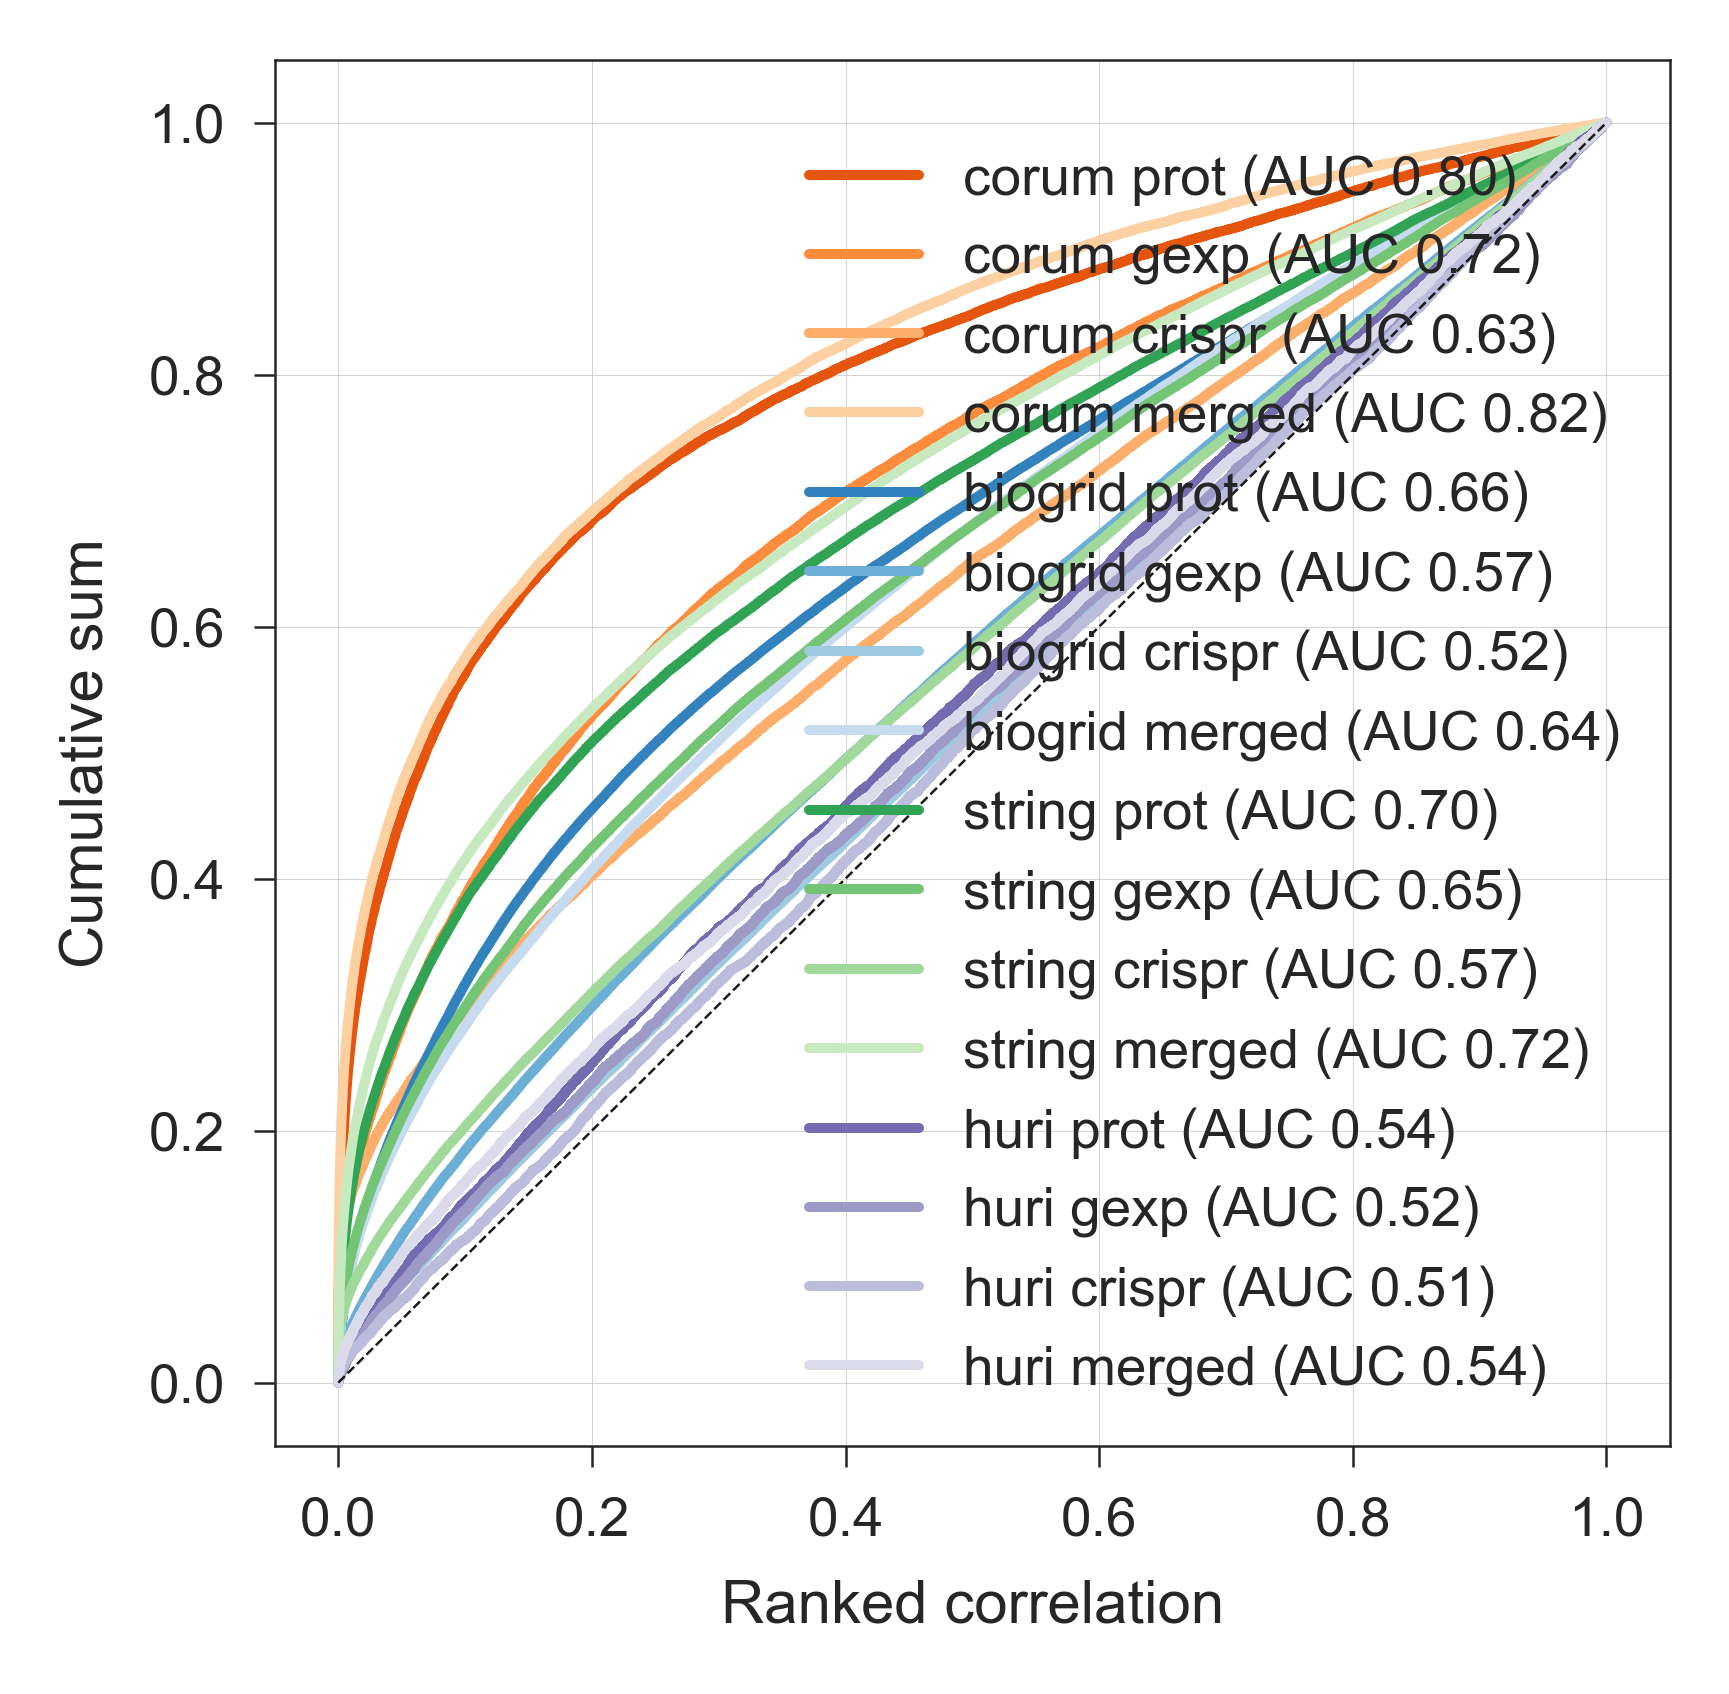 1.0
0.8
0.6
0.4
0.2
0.0
Cumulative sum
corum prot (AUC 0.80)
corum gexp (AUC 0.72)
corum crispr (AUC 0.63)
corum merged (AUC 0.82)
biogrid prot (AUC 0.66)
biogrid gexp (AUC 0.57)
biogrid crispr (AUC 0.52)
biogrid merged (AUC 0.64)
string prot (AUC 0.70)
string gexp (AUC 0.65)
string crispr (AUC 0.57)
string merged (AUC 0.72)
huri prot (AUC 0.54)
huri gexp (AUC 0.52)
huri crispr (AUC 0.51)
huri merged (AUC 0.54)
0.0 0.2 0.4 0.6 0.8 1.0
Ranked correlation